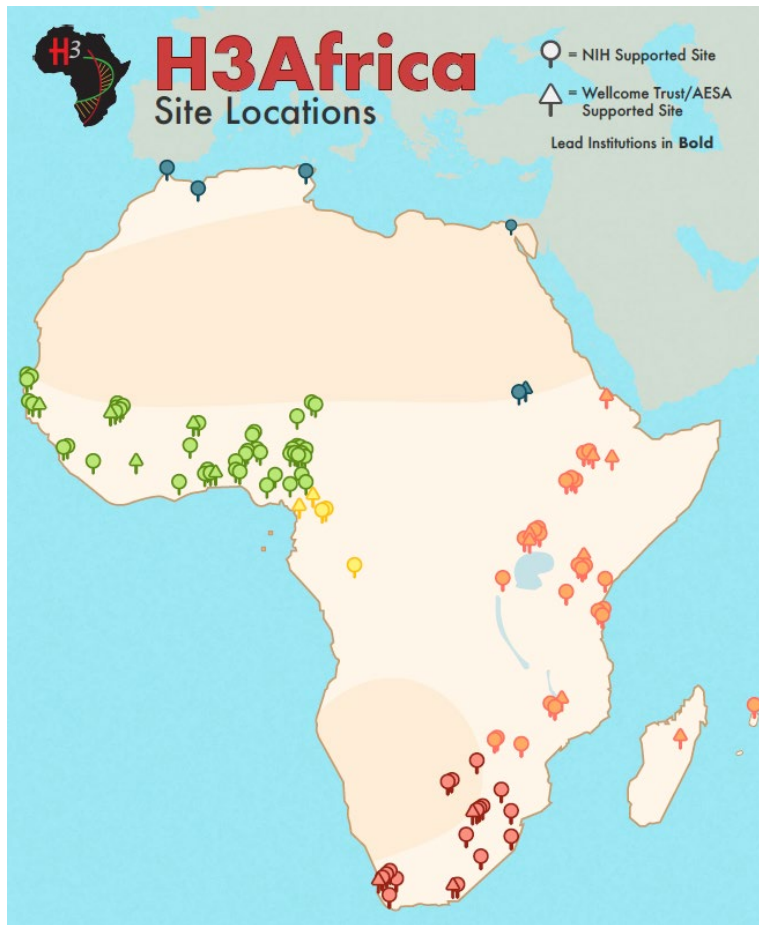 H3
H3Africa
Site Locations
= NIH Supported Site
= Wellcome Trust/AESA
Supported Site
Lead Institutions in Bold